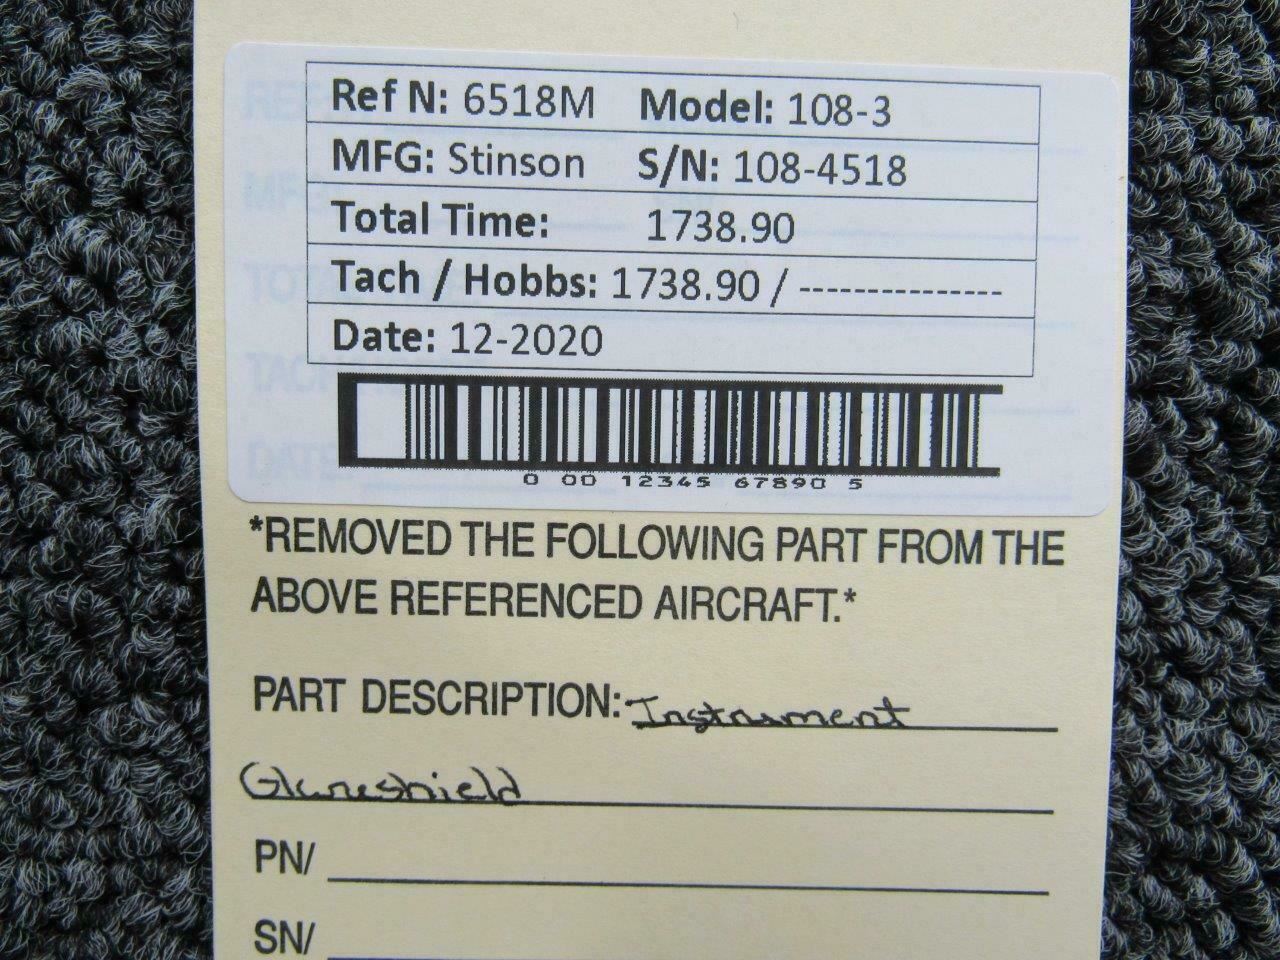 Ref N: 6518M Model: 108-3
MFG: Stinson S/N: 108-4518
Total Time: 1738.90
Tach / Hobbs: 1738.90 / ---------------
Date: 12-2020
0 00 12345 67890 5
*REMOVED THE FOLLOWING PART FROM THE
ABOVE REFERENCED AIRCRAFT.*
PART DESCRIPTION: Instrument
Glareshield
PN/
SN/